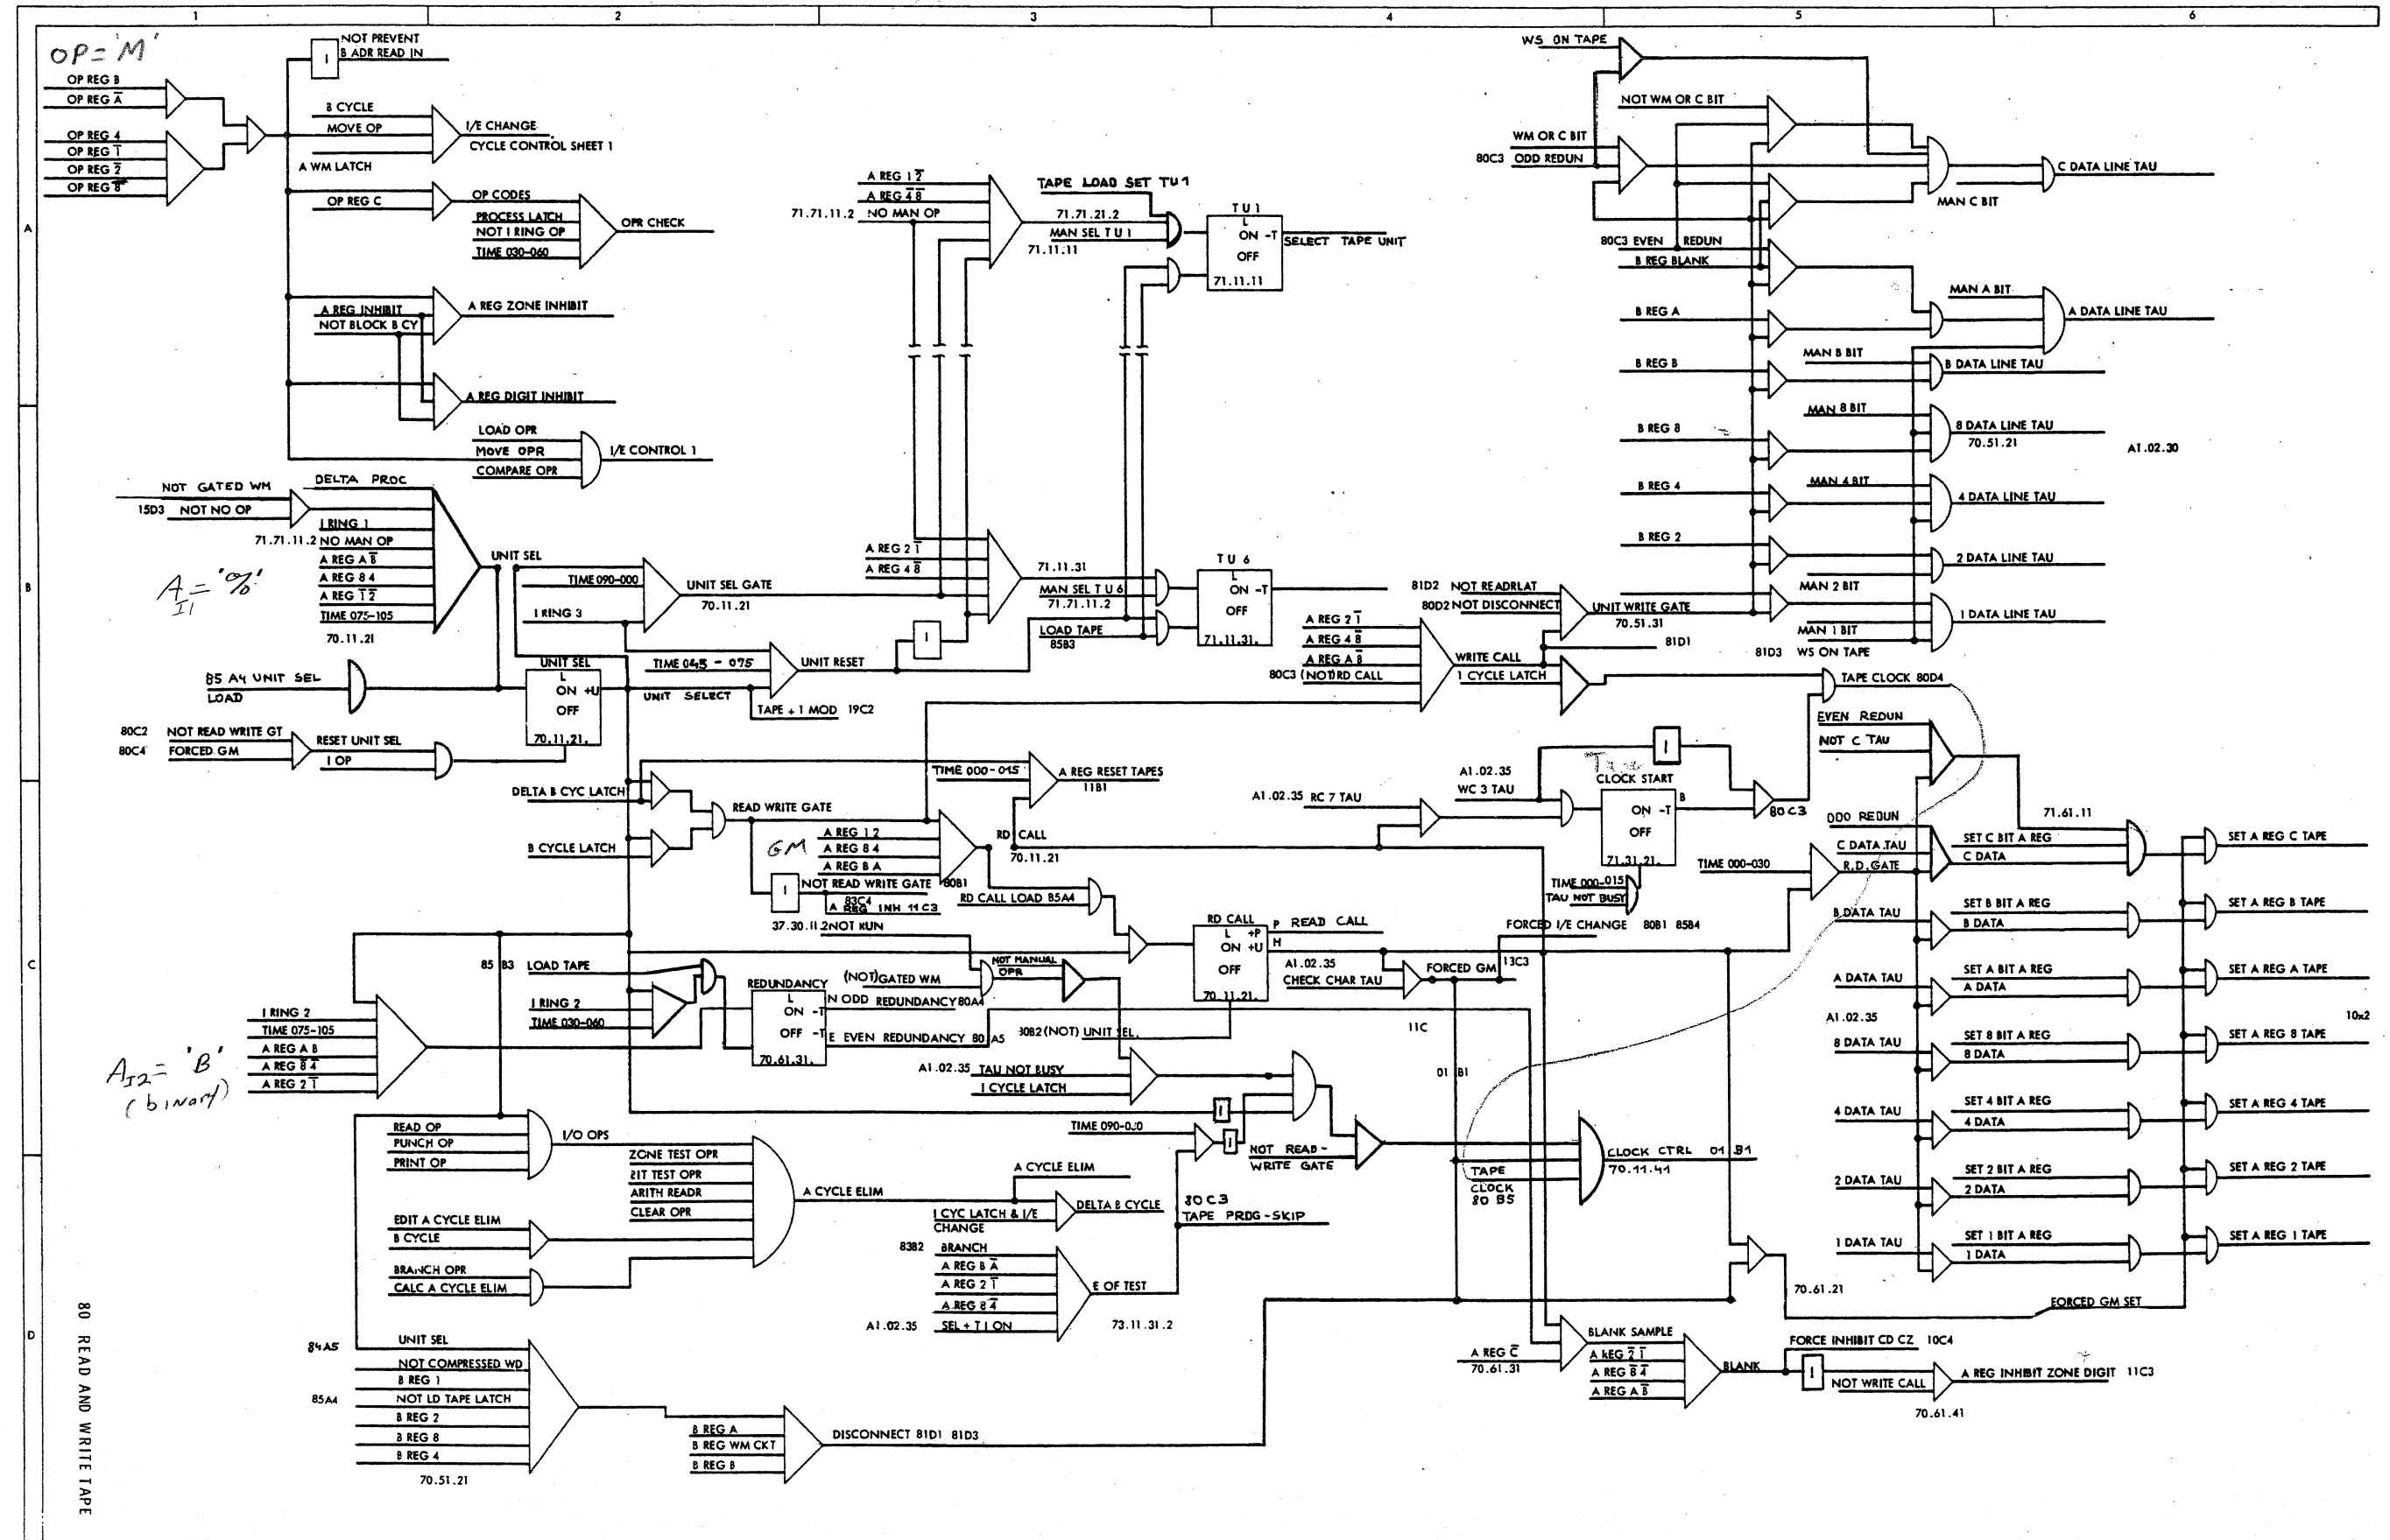 1 2 3 4 5 6
A
B
C
D
80 READ AND WRITE TAPE
OP='M'
OP REG B
OP REG A̅
OP REG 4
OP REG 1̅
OP REG 2̅
OP REG 8̅
1
NOT PREVENT
B ADR READ IN
B CYCLE
MOVE OP
A WM LATCH
I/E CHANGE
CYCLE CONTROL SHEET 1
OP REG C
OP CODES
PROCESS LATCH
NOT I RING OP
TIME 030-060
OPR CHECK
A REG INHIBIT
NOT BLOCK B CY
A REG ZONE INHIBIT
A REG DIGIT INHIBIT
LOAD OPR
MOVE OPR
COMPARE OPR
I/E CONTROL 1
NOT GATED WM
15D3 NOT NO OP
DELTA PROC
I RING 1
71.71.11.2 NO MAN OP
A REG A B̅
A REG 8 4
A REG 1̅ 2̅
TIME 075-105
70.11.21
A I1 = '%'
UNIT SEL
TIME 090-000
I RING 3
UNIT SEL GATE
70.11.21
TIME 045-075
UNIT RESET
1
85 A4 UNIT SEL
LOAD
UNIT SEL
L
ON +U
OFF
70.11.21.
UNIT SELECT
TAPE + 1 MOD 19C2
80C2 NOT READ WRITE GT
80C4 FORCED GM
RESET UNIT SEL
I OP
A REG 1 2̅
A REG 4̅ 8̅
71.71.11.2 NO MAN OP
TAPE LOAD SET TU 1
71.71.21.2
MAN SEL T U 1
71.11.11
T U 1
L
ON -T
OFF
71.11.11
SELECT TAPE UNIT
A REG 2 1̅
A REG 4 8̅
71.11.31
MAN SEL T U 6
71.71.11.2
LOAD TAPE
85B3
T U 6
L
ON -T
OFF
71.11.31.
WS ON TAPE
NOT WM OR C BIT
WM OR C BIT
80C3 ODD REDUN
80C3 EVEN REDUN
B REG BLANK
MAN C BIT
C DATA LINE TAU
B REG A
MAN A BIT
A DATA LINE TAU
B REG B
MAN B BIT
B DATA LINE TAU
B REG 8
MAN 8 BIT
8 DATA LINE TAU
70.51.21
A1.02.30
B REG 4
MAN 4 BIT
4 DATA LINE TAU
B REG 2
2 DATA LINE TAU
MAN 2 BIT
1 DATA LINE TAU
MAN 1 BIT
81D3 WS ON TAPE
81D2 NOT READRLAT
80D2 NOT DISCONNECT
UNIT WRITE GATE
70.51.31
81D1
A REG 2 1̅
A REG 4 8̅
A REG A B̅
80C3 (NOT) RD CALL
WRITE CALL
1 CYCLE LATCH
TAPE CLOCK 80D4
DELTA B CYC LATCH
B CYCLE LATCH
READ WRITE GATE
TIME 000-015
A REG RESET TAPES
11B1
GM
A REG 1 2
A REG 8 4
A REG B A
RD CALL
70.11.21
1
NOT READ WRITE GATE 80B1
83C4
A REG INH 11C3
RD CALL LOAD 85A4
37.30.11.2 NOT RUN
A1.02.35 RC 7 TAU
A1.02.35
WC 3 TAU
1
CLOCK START
ON -T
OFF
71.31.21.
B
80C3
TIME 000-015
TAU NOT BUSY
EVEN REDUN
NOT C TAU
71.61.11
ODD REDUN
C DATA TAU
R.D. GATE
TIME 000-030
SET C BIT A REG
C DATA
SET A REG C TAPE
B DATA TAU
SET B BIT A REG
B DATA
SET A REG B TAPE
A DATA TAU
SET A BIT A REG
A DATA
SET A REG A TAPE
A1.02.35
10x2
8 DATA TAU
SET 8 BIT A REG
8 DATA
SET A REG 8 TAPE
4 DATA TAU
SET 4 BIT A REG
4 DATA
SET A REG 4 TAPE
2 DATA TAU
SET 2 BIT A REG
2 DATA
SET A REG 2 TAPE
1 DATA TAU
SET 1 BIT A REG
1 DATA
SET A REG 1 TAPE
70.61.21
FORCED GM SET
RD CALL
L +P
ON +U
OFF
70.11.21.
P READ CALL
H
FORCED I/E CHANGE 80B1 85B4
13C3
A1.02.35
CHECK CHAR TAU
FORCED GM
11C
01 B1
85 B3 LOAD TAPE
I RING 2
TIME 030-060
REDUNDANCY
L
ON -T
OFF -T
70.61.31.
N ODD REDUNDANCY 80A4
E EVEN REDUNDANCY 80 A5
(NOT) GATED WM
NOT MANUAL
OPR
80B2 (NOT) UNIT SEL.
I RING 2
TIME 075-105
A REG A B
A REG 8̅ 4̅
A REG 2 1̅
A I2 = 'B'
(binary)
A1.02.35 TAU NOT BUSY
1 CYCLE LATCH
1
TIME 090-000
1
NOT READ-
WRITE GATE
TAPE
CLOCK
80 B5
CLOCK CTRL 01 B1
70.11.41
READ OP
PUNCH OP
PRINT OP
I/O OPS
ZONE TEST OPR
BIT TEST OPR
ARITH READR
CLEAR OPR
EDIT A CYCLE ELIM
B CYCLE
BRANCH OPR
CALC A CYCLE ELIM
A CYCLE ELIM
A CYCLE ELIM
I CYC LATCH & I/E
CHANGE
DELTA B CYCLE
80 C3
TAPE PROG-SKIP
83B2 BRANCH
A REG B A̅
A REG 2 1̅
A REG 8 4̅
A1.02.35 SEL + T I ON
E OF TEST
73.11.31.2
84A5 UNIT SEL
NOT COMPRESSED WD
B REG 1
85A4 NOT LD TAPE LATCH
B REG 2
B REG 8
B REG 4
70.51.21
B REG A
B REG WM CKT
B REG B
DISCONNECT 81D1 81D3
A REG C̅
70.61.31
BLANK SAMPLE
A REG 2̅ 1̅
A REG 8̅ 4̅
A REG A B̅
BLANK
FORCE INHIBIT CD CZ 10C4
1
NOT WRITE CALL
A REG INHIBIT ZONE DIGIT 11C3
70.61.41